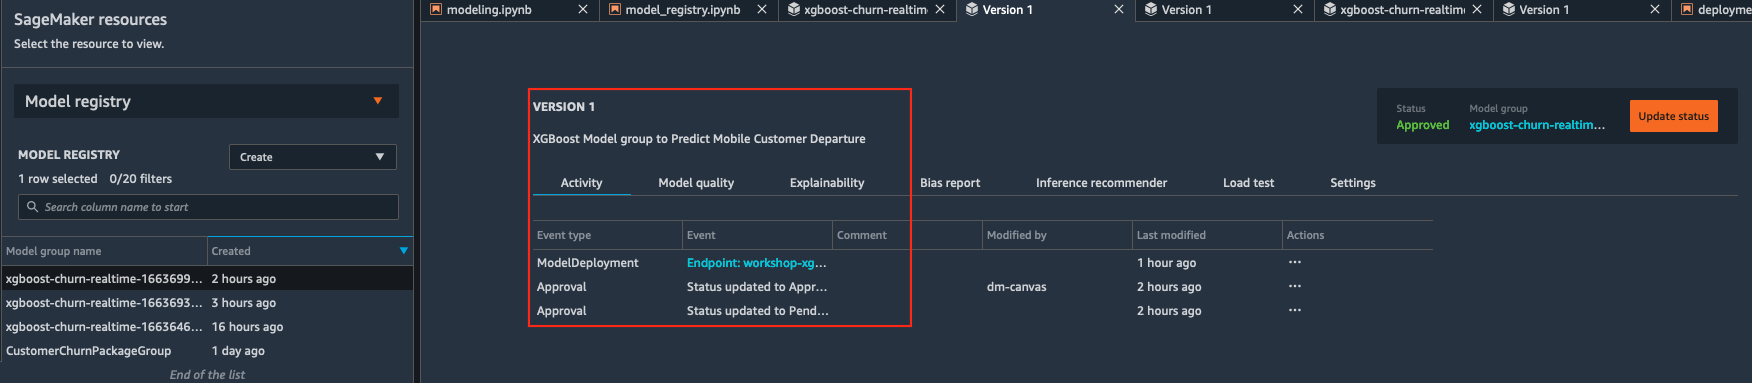 SageMaker resources
Select the resource to view.
Model registry
MODEL REGISTRY
Create
1 row selected 0/20 filters
Search column name to start
Model group name Created
xgboost-churn-realtime-1663699... 2 hours ago
xgboost-churn-realtime-1663693... 3 hours ago
xgboost-churn-realtime-1663646... 16 hours ago
CustomerChurnPackageGroup 1 day ago
End of the list
modeling.ipynb model_registry.ipynb xgboost-churn-realtim Version 1 Version 1 xgboost-churn-realtim Version 1 deployme
VERSION 1
XGBoost Model group to Predict Mobile Customer Departure
Status Model group
Approved xgboost-churn-realtim...
Update status
Activity Model quality Explainability Bias report Inference recommender Load test Settings
Event type Event Comment Modified by Last modified Actions
ModelDeployment Endpoint: workshop-xg... 1 hour ago ...
Approval Status updated to Appr... dm-canvas 2 hours ago ...
Approval Status updated to Pend... 2 hours ago ...